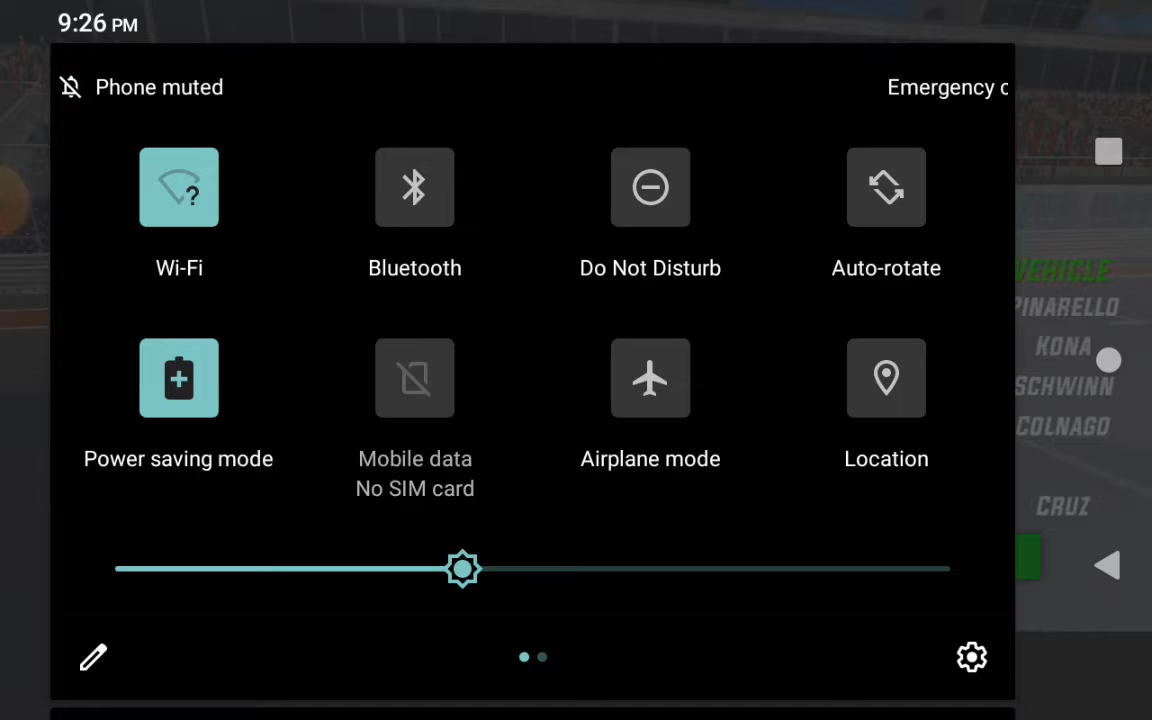 9:26 PM
Phone muted
Emergency c
Wi-Fi
Bluetooth
Do Not Disturb
Auto-rotate
Power saving mode
Mobile data
No SIM card
Airplane mode
Location
VEHICLE
PINARELLO
KONA
SCHWINN
COLNAGO
CRUZ